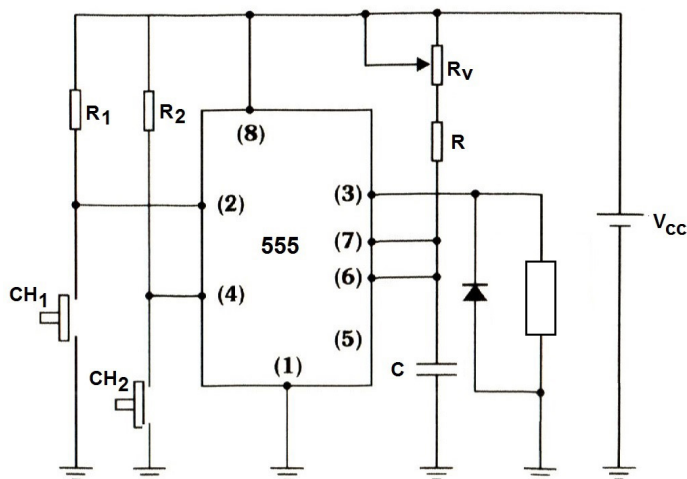 R1
R2
(8)
RV
R
(2)
(3)
555
(7)
VCC
CH1
(4)
(6)
(5)
CH2
(1)
C